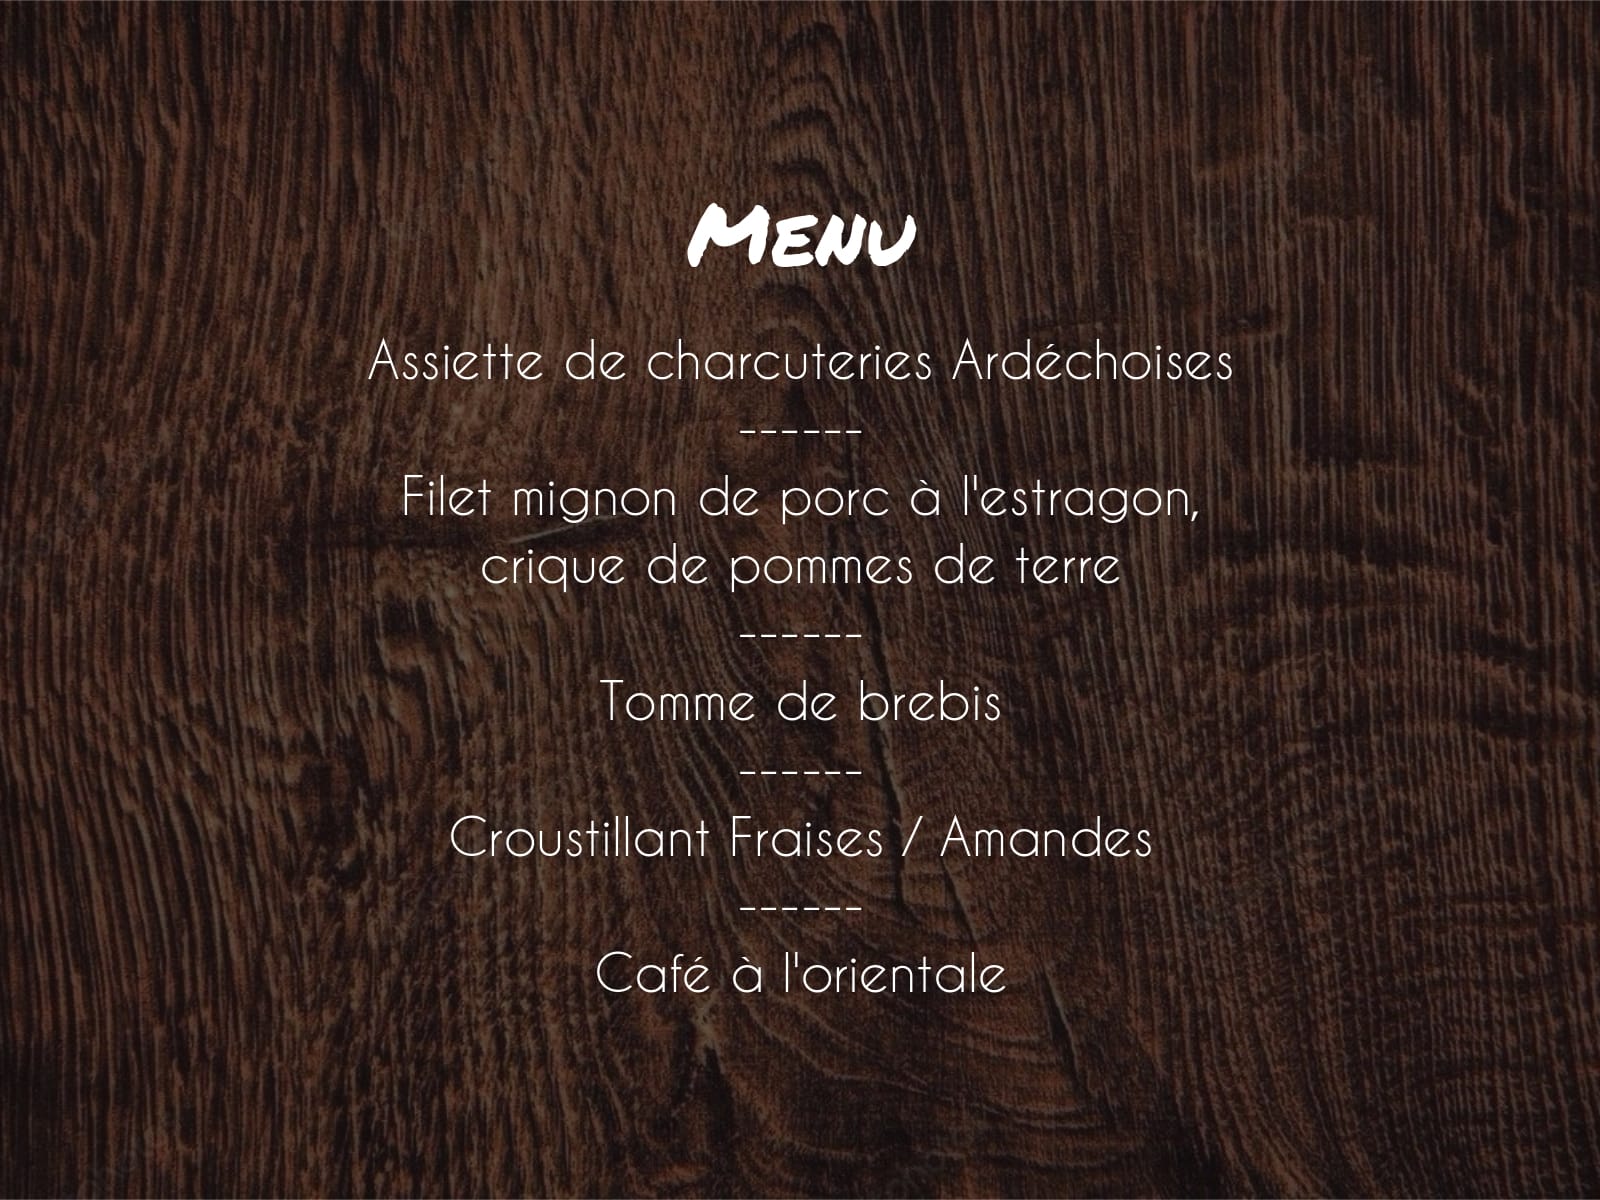 Menu
Assiette de charcuteries Ardéchoises
------
Filet mignon de porc à l'estragon,
crique de pommes de terre
------
Tomme de brebis
------
Croustillant Fraises / Amandes
------
Café à l'orientale